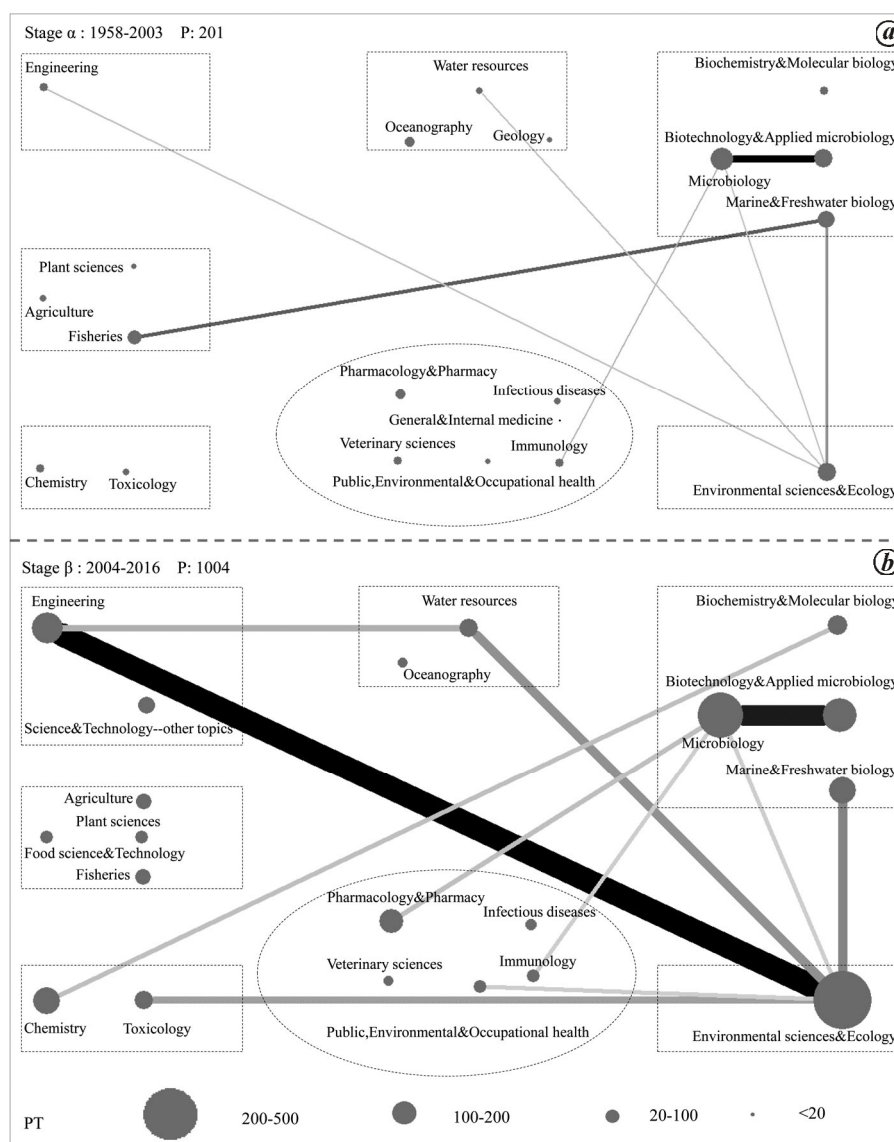 Stage α : 1958-2003 P: 201
a
Engineering
Water resources
Biochemistry&Molecular biology
Oceanography
Geology
Biotechnology&Applied microbiology
Microbiology
Marine&Freshwater biology
Plant sciences
Agriculture
Fisheries
Pharmacology&Pharmacy
Infectious diseases
General&Internal medicine
Veterinary sciences
Immunology
Public,Environmental&Occupational health
Chemistry
Toxicology
Environmental sciences&Ecology
Stage β : 2004-2016 P: 1004
b
Engineering
Water resources
Biochemistry&Molecular biology
Oceanography
Biotechnology&Applied microbiology
Science&Technology--other topics
Microbiology
Marine&Freshwater biology
Agriculture
Plant sciences
Food science&Technology
Fisheries
Pharmacology&Pharmacy
Infectious diseases
Veterinary sciences
Immunology
Chemistry
Toxicology
Public,Environmental&Occupational health
Environmental sciences&Ecology
PT 200-500 100-200 20-100 <20